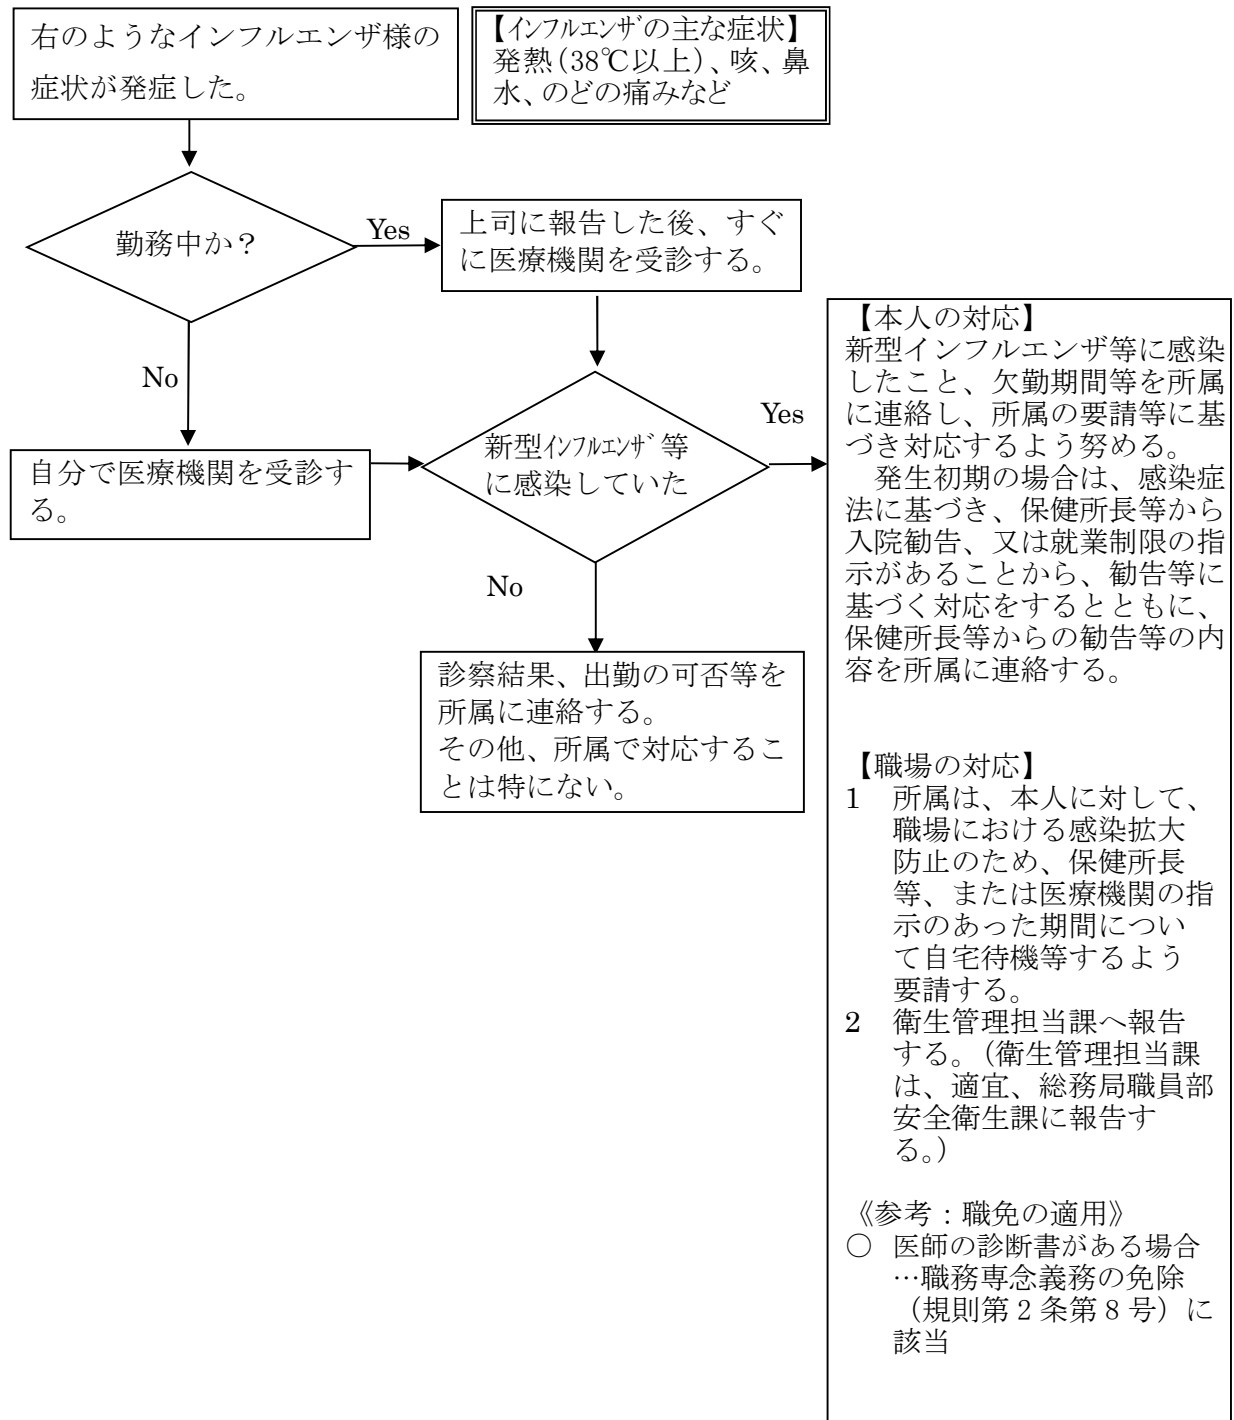 右のようなインフルエンザ様の
症状が発症した。
【インフルエンザの主な症状】
発熱（38℃以上）、咳、鼻
水、のどの痛みなど
勤務中か？
Yes
上司に報告した後、すぐ
に医療機関を受診する。
No
自分で医療機関を受診す
る。
新型インフルエンザ等
に感染していた
Yes
No
診察結果、出勤の可否等を
所属に連絡する。
その他、所属で対応するこ
とは特にない。
【本人の対応】
新型インフルエンザ等に感染
したこと、欠勤期間等を所属
に連絡し、所属の要請等に基
づき対応するよう努める。
　発生初期の場合は、感染症
法に基づき、保健所長等から
入院勧告、又は就業制限の指
示があることから、勧告等に
基づく対応をするとともに、
保健所長等からの勧告等の内
容を所属に連絡する。
【職場の対応】
1　所属は、本人に対して、
職場における感染拡大
防止のため、保健所長
等、または医療機関の指
示のあった期間につい
て自宅待機等するよう
要請する。
2　衛生管理担当課へ報告
する。（衛生管理担当課
は、適宜、総務局職員部
安全衛生課に報告す
る。）
《参考：職免の適用》
○　医師の診断書がある場合
…職務専念義務の免除
（規則第２条第８号）に
該当